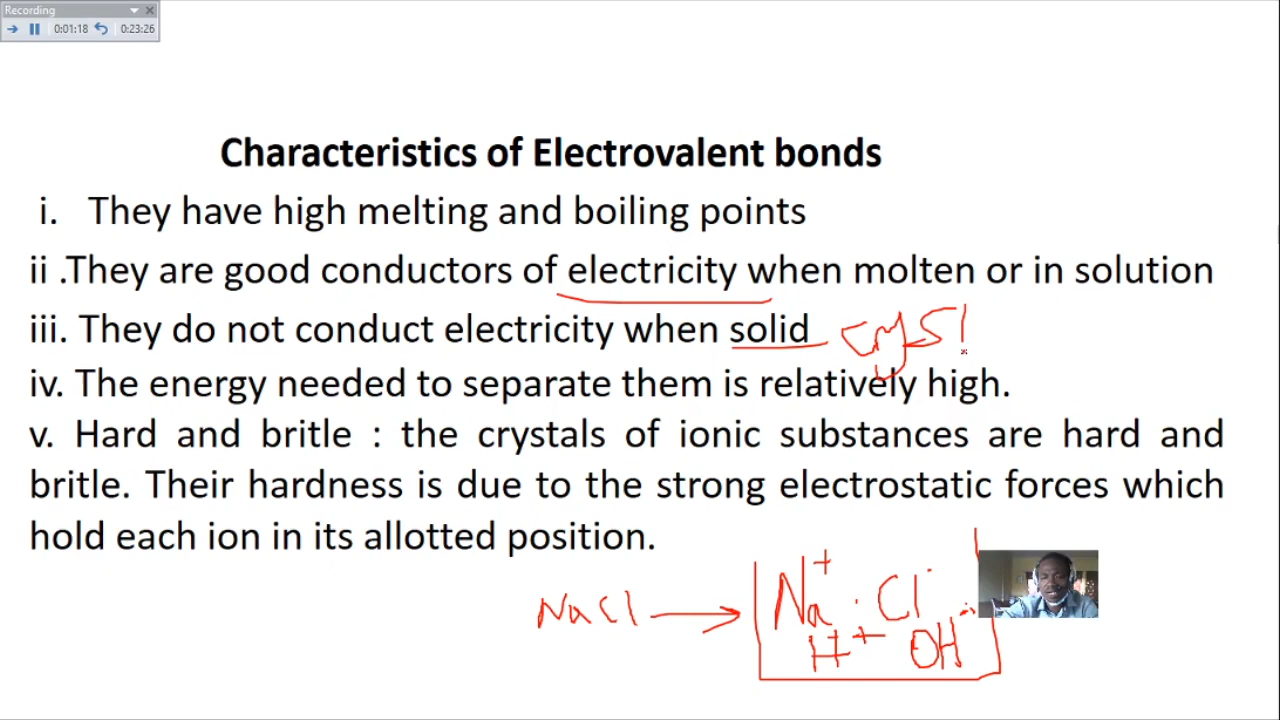 Recording
0:01:18 0:23:26
Characteristics of Electrovalent bonds
i. They have high melting and boiling points
ii .They are good conductors of electricity when molten or in solution
iii. They do not conduct electricity when solid
iv. The energy needed to separate them is relatively high.
v. Hard and britle : the crystals of ionic substances are hard and
britle. Their hardness is due to the strong electrostatic forces which
hold each ion in its allotted position.
NaCl → Na+ Cl-
H+ OH-